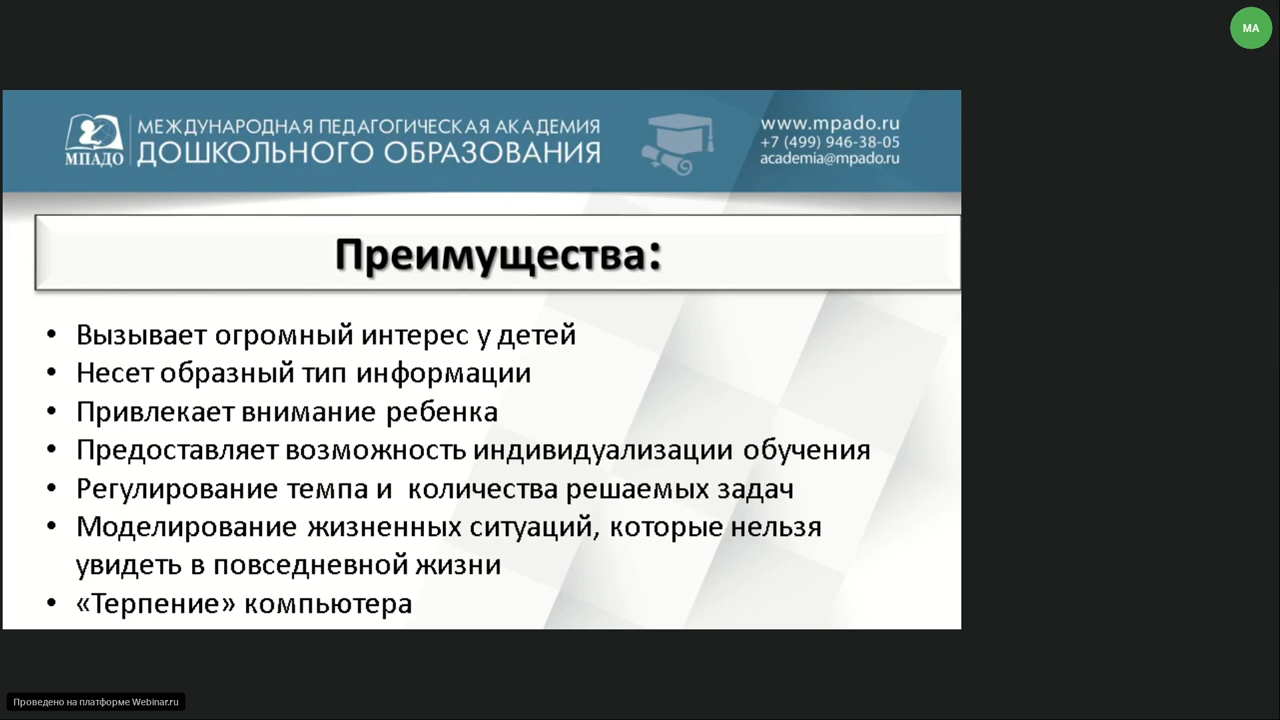 МА
МПАДО
МЕЖДУНАРОДНАЯ ПЕДАГОГИЧЕСКАЯ АКАДЕМИЯ
ДОШКОЛЬНОГО ОБРАЗОВАНИЯ
www.mpado.ru
+7 (499) 946-38-05
academia@mpado.ru
Преимущества:
• Вызывает огромный интерес у детей
• Несет образный тип информации
• Привлекает внимание ребенка
• Предоставляет возможность индивидуализации обучения
• Регулирование темпа и количества решаемых задач
• Моделирование жизненных ситуаций, которые нельзя
увидеть в повседневной жизни
• «Терпение» компьютера
Проведено на платформе Webinar.ru